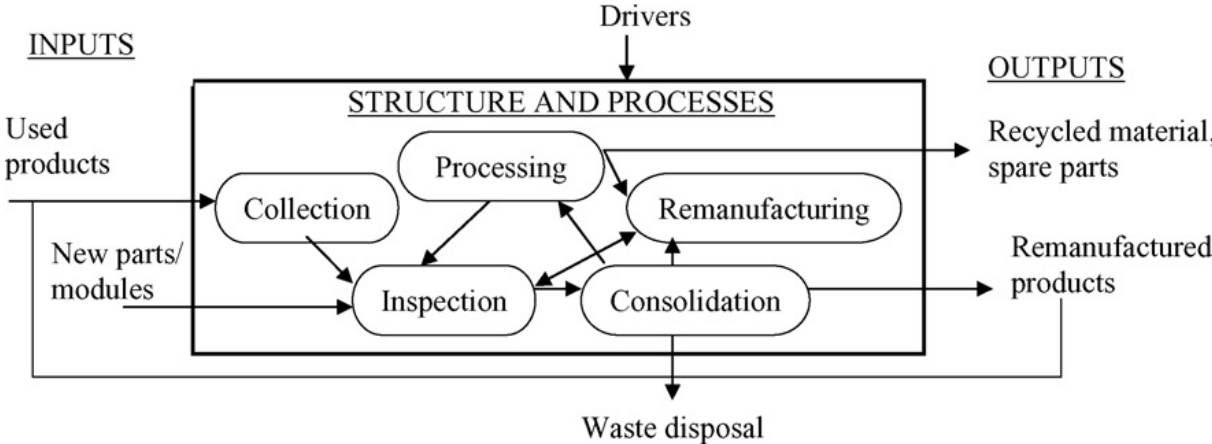 Drivers
INPUTS
OUTPUTS
STRUCTURE AND PROCESSES
Used
products
Recycled material,
spare parts
Processing
Collection
Remanufacturing
New parts/
modules
Remanufactured
products
Inspection
Consolidation
Waste disposal